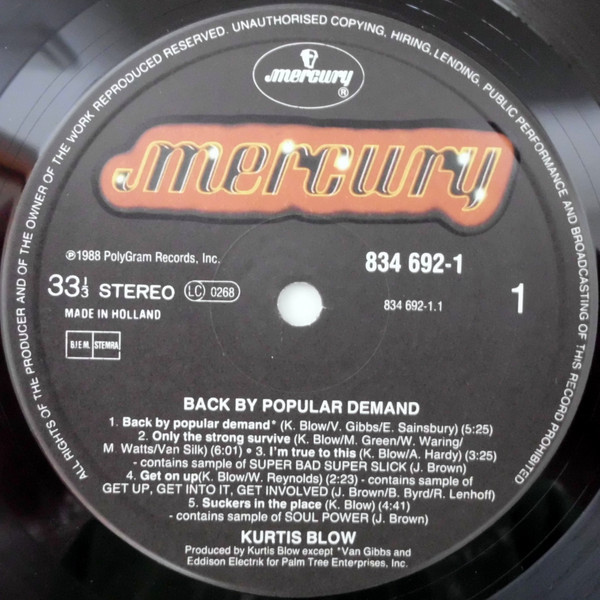 ALL RIGHTS OF THE PRODUCER AND OF THE OWNER OF THE WORK REPRODUCED RESERVED. UNAUTHORISED COPYING, HIRING, LENDING, PUBLIC PERFORMANCE AND BROADCASTING OF THIS RECORD PROHIBITED
mercury
®
mercury
℗1988 PolyGram Records, Inc.
834 692-1
33⅓ STEREO LC 0268
834 692-1.1
1
MADE IN HOLLAND
B.I.E.M. STEMRA
BACK BY POPULAR DEMAND
1. Back by popular demand* (K. Blow/V. Gibbs/E. Sainsbury) (5:25)
2. Only the strong survive (K. Blow/M. Green/W. Waring/
M. Watts/Van Silk) (6:01) • 3. I'm true to this (K. Blow/A. Hardy) (3:25)
- contains sample of SUPER BAD SUPER SLICK (J. Brown)
4. Get on up(K. Blow/W. Reynolds) (2:23) - contains sample of
GET UP, GET INTO IT, GET INVOLVED (J. Brown/B. Byrd/R. Lenhoff)
5. Suckers in the place (K. Blow) (4:41)
- contains sample of SOUL POWER (J. Brown)
KURTIS BLOW
Produced by Kurtis Blow except *Van Gibbs and
Eddison Electrik for Palm Tree Enterprises, Inc.